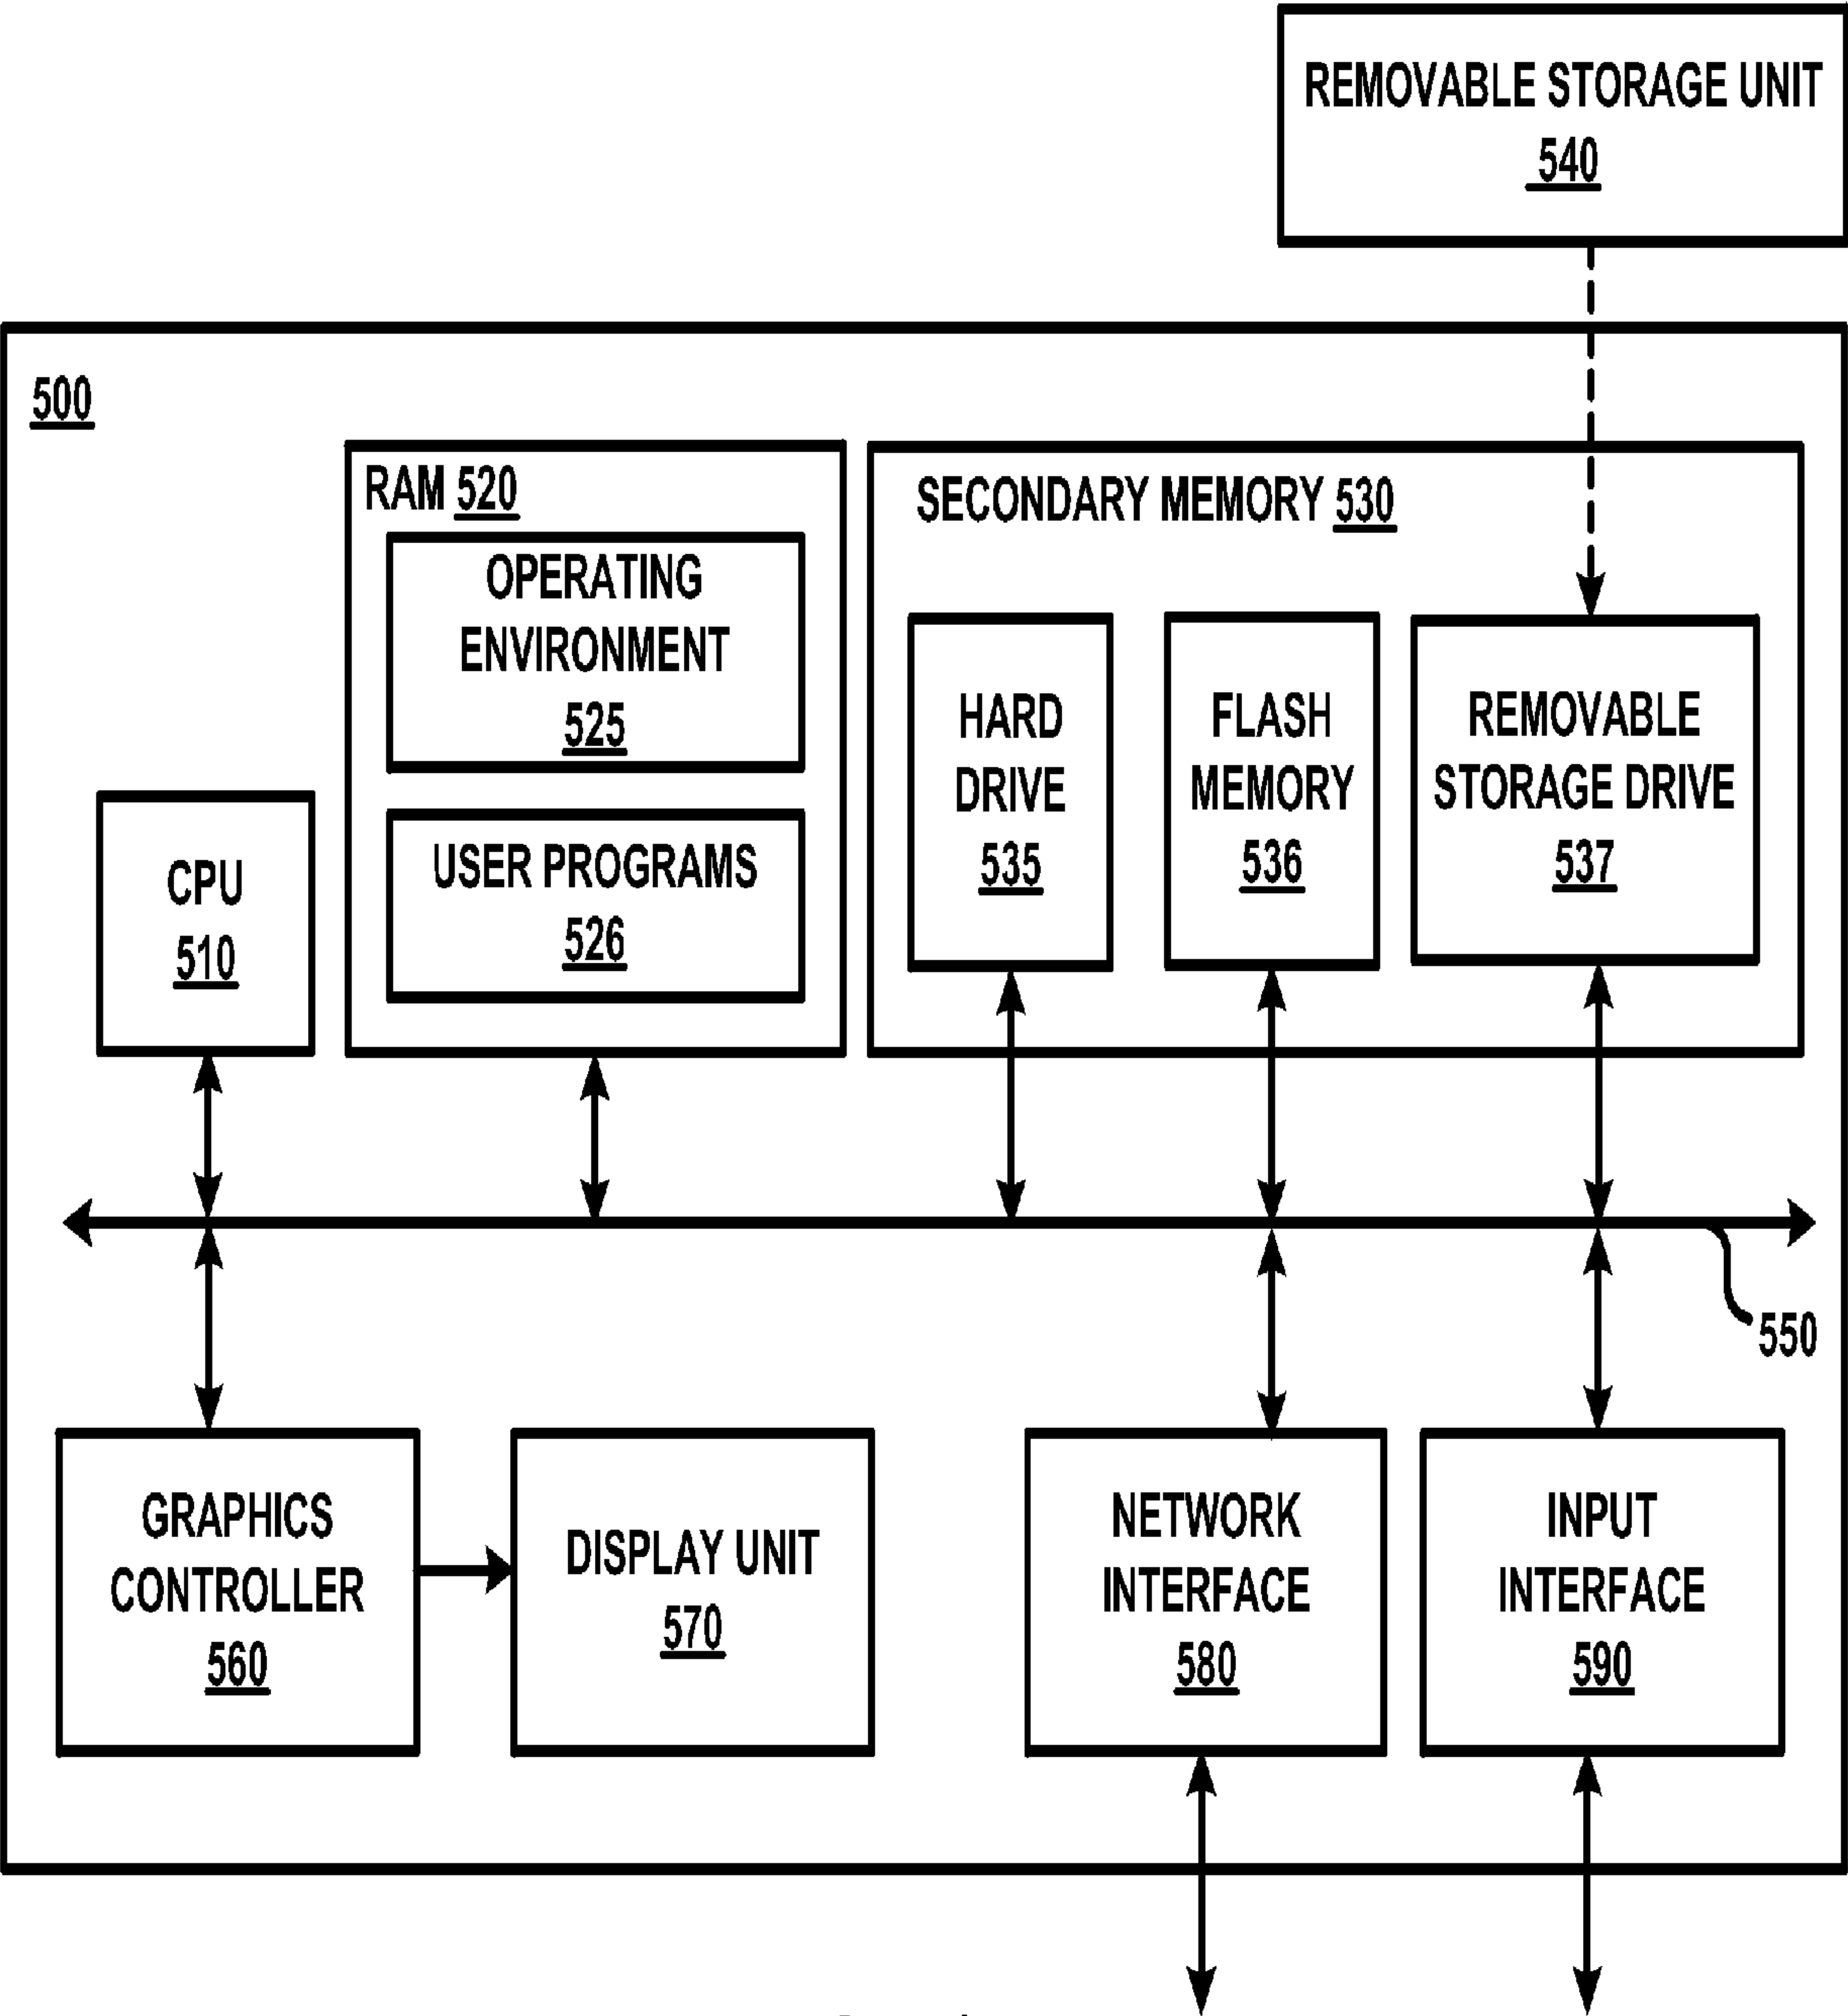 REMOVABLE STORAGE UNIT
540
500
RAM 520
OPERATING
ENVIRONMENT
525
USER PROGRAMS
526
SECONDARY MEMORY 530
HARD
DRIVE
535
FLASH
MEMORY
536
REMOVABLE
STORAGE DRIVE
537
CPU
510
550
GRAPHICS
CONTROLLER
560
DISPLAY UNIT
570
NETWORK
INTERFACE
580
INPUT
INTERFACE
590